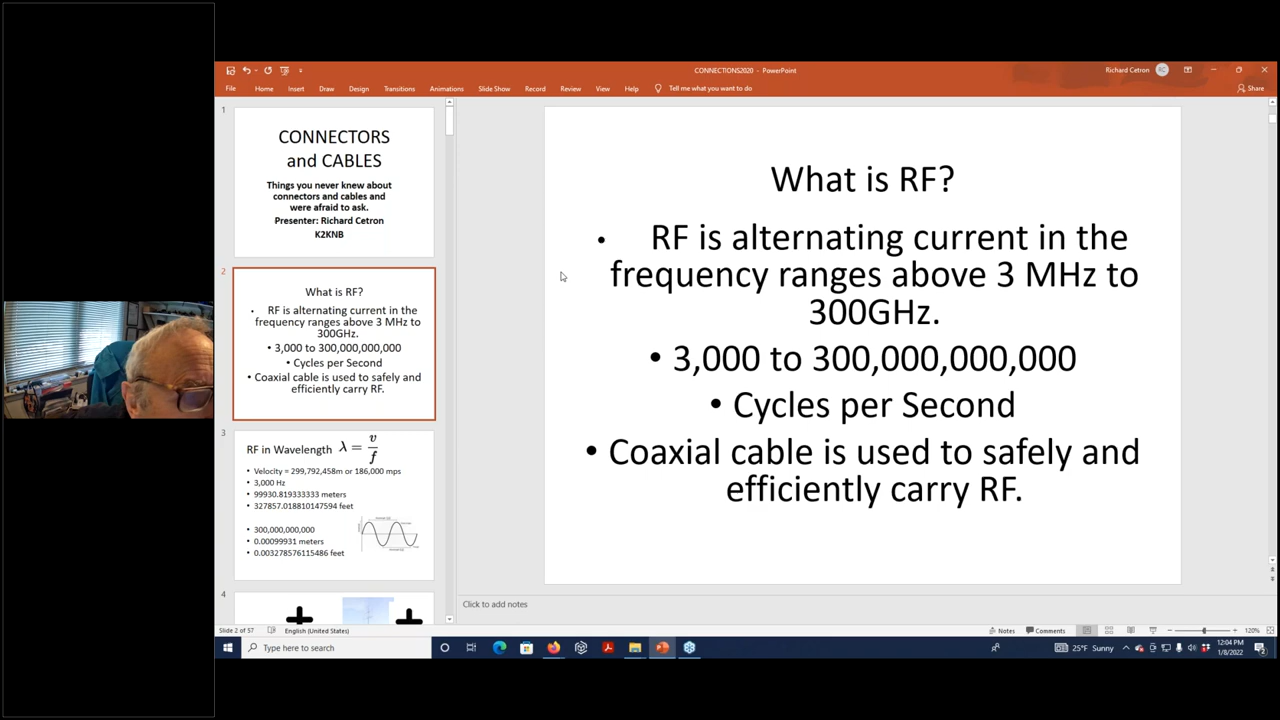 CONNECTIONS2020 - PowerPoint
Richard Cetron
RC
File Home Insert Draw Design Transitions Animations Slide Show Record Review View Help Tell me what you want to do
Share
1
CONNECTORS
and CABLES
Things you never knew about
connectors and cables and
were afraid to ask.
Presenter: Richard Cetron
K2KNB
2
What is RF?
• RF is alternating current in the
frequency ranges above 3 MHz to
300GHz.
• 3,000 to 300,000,000,000
• Cycles per Second
• Coaxial cable is used to safely and
efficiently carry RF.
3
RF in Wavelength λ = v/f
• Velocity = 299,792,458m or 186,000 mps
• 3,000 Hz
• 99930.819333333 meters
• 327857.018810147594 feet
• 300,000,000,000
• 0.00099931 meters
• 0.003278576115486 feet
4
What is RF?
• RF is alternating current in the
frequency ranges above 3 MHz to
300GHz.
• 3,000 to 300,000,000,000
• Cycles per Second
• Coaxial cable is used to safely and
efficiently carry RF.
Click to add notes
Slide 2 of 57
English (United States)
Notes
Comments
120%
Type here to search
25°F Sunny
12:04 PM
1/8/2022